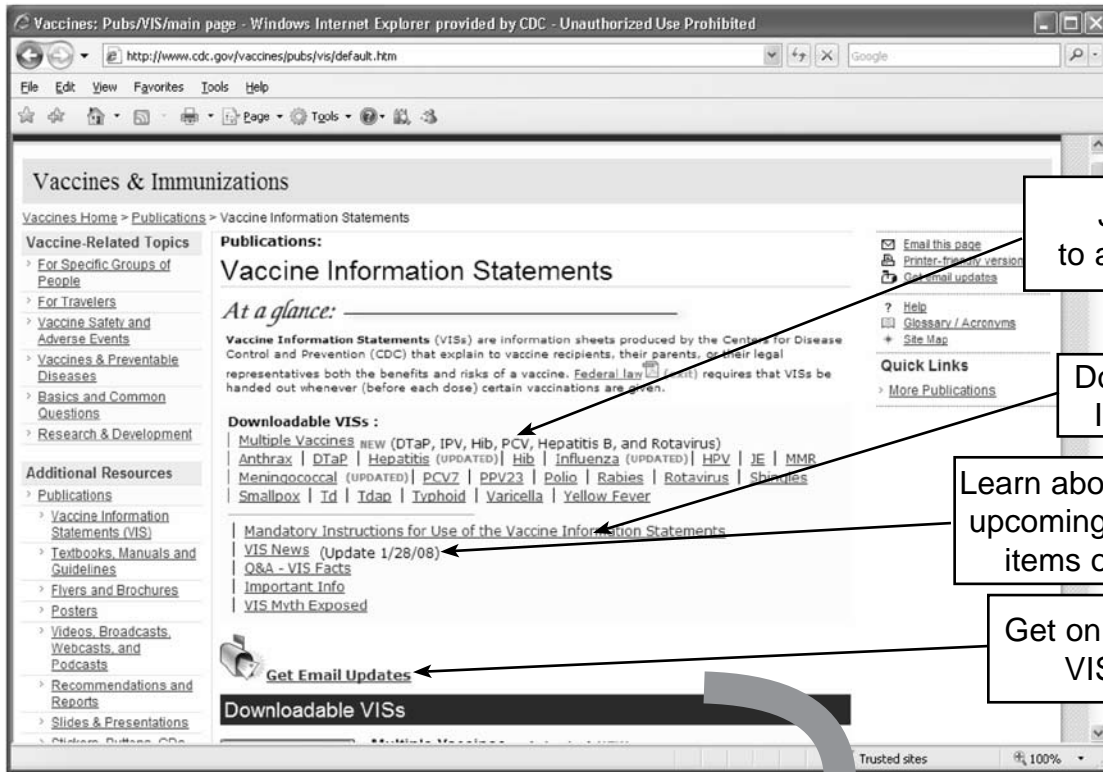 Vaccines: Pubs/VIS/main page - Windows Internet Explorer provided by CDC - Unauthorized Use Prohibited
http://www.cdc.gov/vaccines/pubs/vis/default.htm
Google
File Edit View Favorites Tools Help
Page Tools
Vaccines & Immunizations
Vaccines Home > Publications > Vaccine Information Statements
Vaccine-Related Topics
For Specific Groups of
People
For Travelers
Vaccine Safety and
Adverse Events
Vaccines & Preventable
Diseases
Basics and Common
Questions
Research & Development
Additional Resources
Publications
Vaccine Information
Statements (VIS)
Textbooks, Manuals and
Guidelines
Flyers and Brochures
Posters
Videos, Broadcasts,
Webcasts, and
Podcasts
Recommendations and
Reports
Slides & Presentations
Publications:
Vaccine Information Statements
At a glance:
Vaccine Information Statements (VISs) are information sheets produced by the Centers for Disease
Control and Prevention (CDC) that explain to vaccine recipients, their parents, or their legal
representatives both the benefits and risks of a vaccine. Federal law (exit) requires that VISs be
handed out whenever (before each dose) certain vaccinations are given.
Downloadable VISs :
| Multiple Vaccines NEW (DTaP, IPV, Hib, PCV, Hepatitis B, and Rotavirus)
| Anthrax | DTaP | Hepatitis (UPDATED)| Hib | Influenza (UPDATED)| HPV | JE | MMR
| Meningococcal (UPDATED)| PCV7 | PPV23 | Polio | Rabies | Rotavirus | Shingles
| Smallpox | Td | Tdap | Typhoid | Varicella | Yellow Fever
| Mandatory Instructions for Use of the Vaccine Information Statements
| VIS News (Update 1/28/08)
| Q&A - VIS Facts
| Important Info
| VIS Myth Exposed
Get Email Updates
Downloadable VISs
Email this page
Printer-friendly version
Get email updates
? Help
Glossary / Acronyms
Site Map
Quick Links
More Publications
to a
Do
Learn abo
upcoming
items o
Get on
VIS
Trusted sites
100%